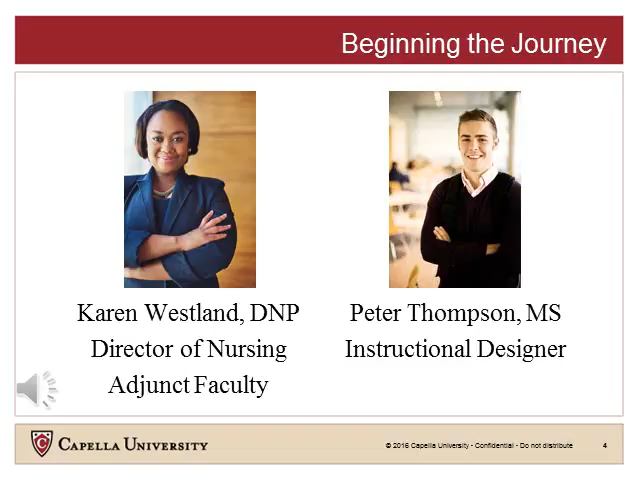 Beginning the Journey
Karen Westland, DNP
Director of Nursing
Adjunct Faculty
Peter Thompson, MS
Instructional Designer
CAPELLA UNIVERSITY
© 2016 Capella University - Confidential - Do not distribute
4